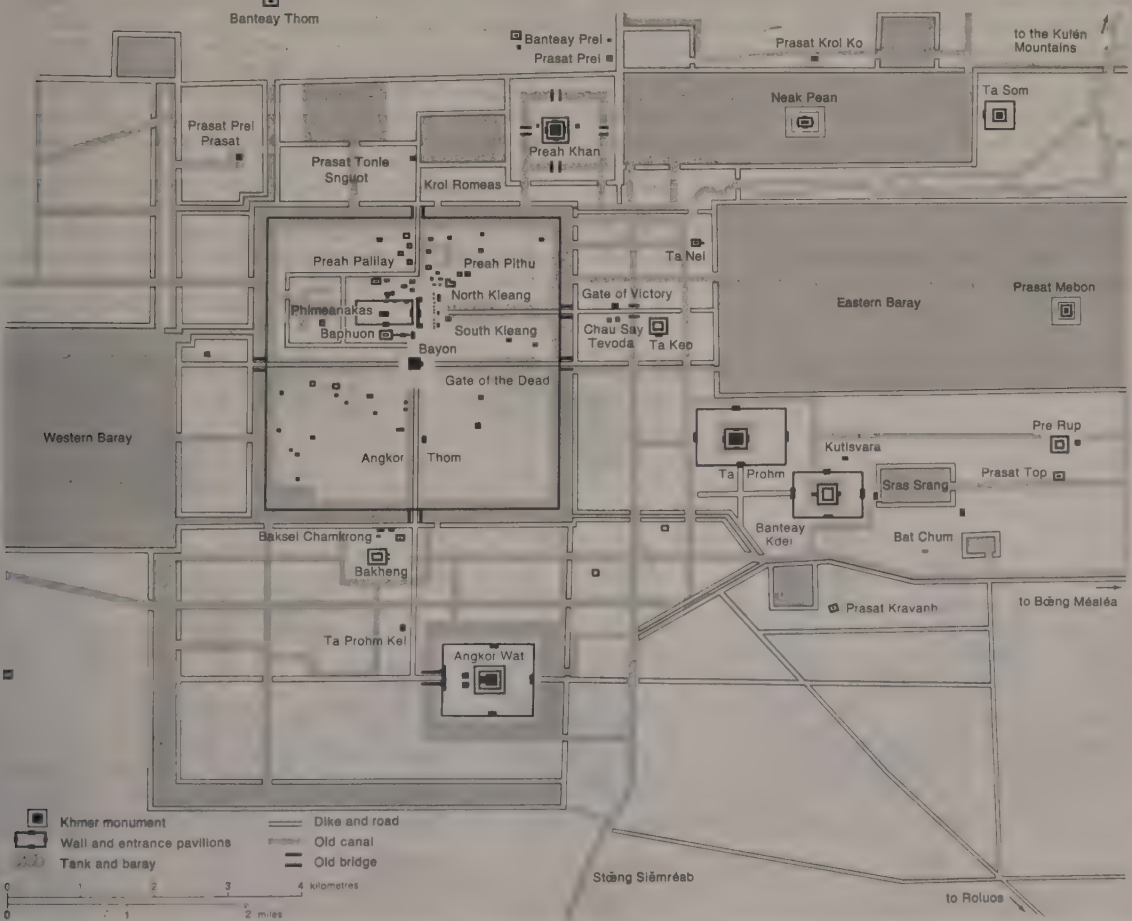 Banteay Thom
Banteay Prei
Prasat Prei
Prasat Krol Ko
to the Kulén
Mountains
Neak Pean
Ta Som
Prasat Prei
Prasat
Prasat Tonle
Snguot
Krol Romeas
Preah Khan
Preah Palilay
Preah Pithu
Ta Nei
North Kleang
Gate of Victory
Phimeanakas
Eastern Baray
Prasat Mebon
Baphuon
South Kleang
Chau Say
Tevoda
Ta Keo
Bayon
Gate of the Dead
Western Baray
Angkor Thom
Pre Rup
Kutisvara
Ta Prohm
Prasat Top
Sras Srang
Banteay
Kdei
Bat Chum
Baksei Chamkrong
Bakheng
to Bœng Méaléa
Prasat Kravanh
Ta Prohm Kel
Angkor Wat
Khmer monument
Wall and entrance pavilions
Tank and baray
Dike and road
Old canal
Old bridge
0 1 2 3 4 kilometres
0 1 2 miles
Stœng Siĕmréab
to Roluos